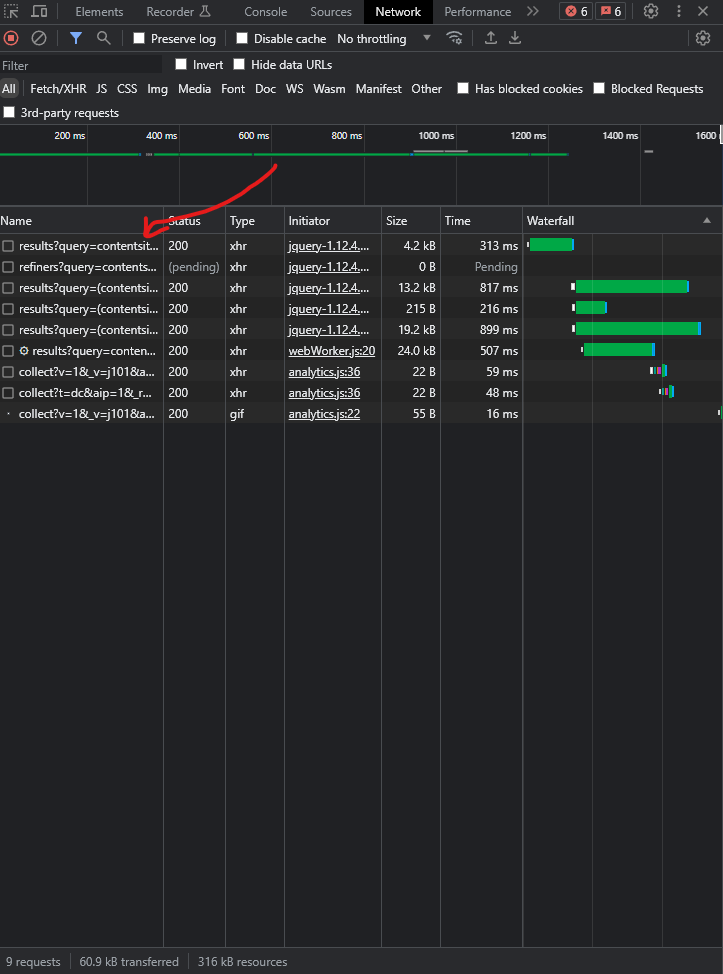 Elements Recorder Console Sources Network Performance 6 6
Preserve log Disable cache No throttling
Filter Invert Hide data URLs
All Fetch/XHR JS CSS Img Media Font Doc WS Wasm Manifest Other Has blocked cookies Blocked Requests
3rd-party requests
200 ms 400 ms 600 ms 800 ms 1000 ms 1200 ms 1400 ms 1600
Name Status Type Initiator Size Time Waterfall
results?query=contentsit... 200 xhr jquery-1.12.4.... 4.2 kB 313 ms
refiners?query=contents... (pending) xhr jquery-1.12.4.... 0 B Pending
results?query=(contentsi... 200 xhr jquery-1.12.4.... 13.2 kB 817 ms
results?query=(contentsi... 200 xhr jquery-1.12.4.... 215 B 216 ms
results?query=(contentsi... 200 xhr jquery-1.12.4.... 19.2 kB 899 ms
results?query=conten... 200 xhr webWorker.js:20 24.0 kB 507 ms
collect?v=1&_v=j101&a... 200 xhr analytics.js:36 22 B 59 ms
collect?t=dc&aip=1&_r... 200 xhr analytics.js:36 22 B 48 ms
collect?v=1&_v=j101&a... 200 gif analytics.js:22 55 B 16 ms
9 requests 60.9 kB transferred 316 kB resources